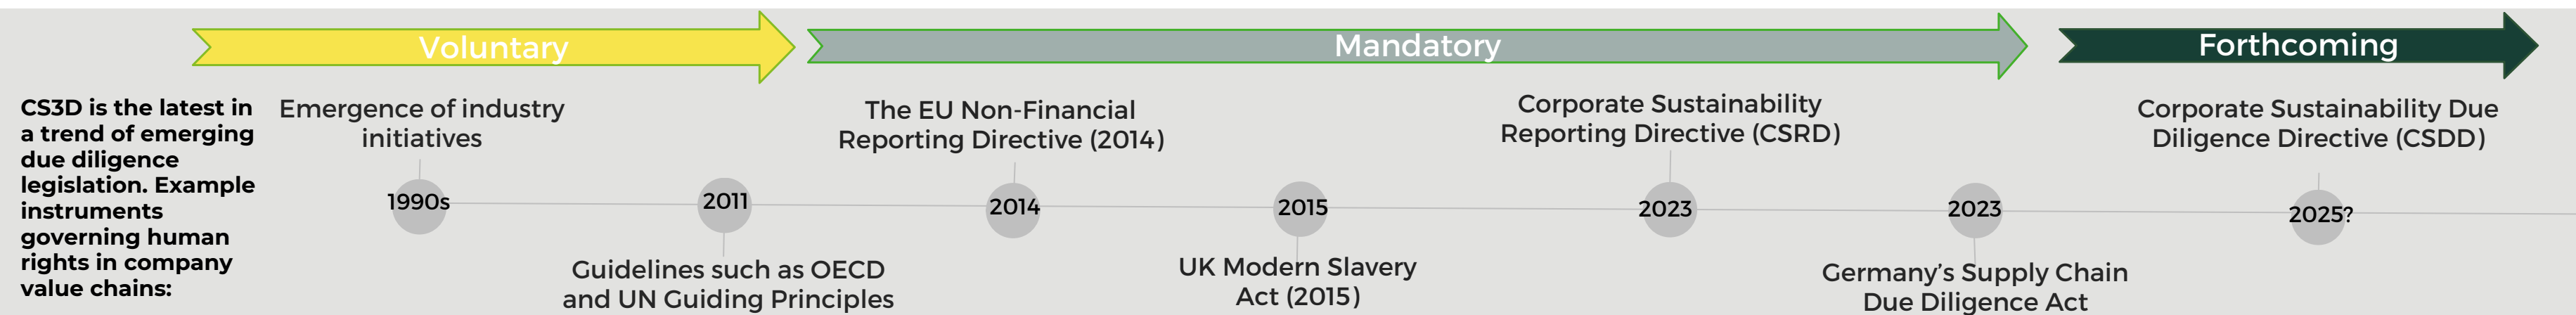 Voluntary
Mandatory
Forthcoming
CS3D is the latest in
a trend of emerging
due diligence
legislation. Example
instruments
governing human
rights in company
value chains:
Emergence of industry
initiatives
1990s
2011
Guidelines such as OECD
and UN Guiding Principles
The EU Non-Financial
Reporting Directive (2014)
2014
2015
UK Modern Slavery
Act (2015)
Corporate Sustainability
Reporting Directive (CSRD)
2023
2023
Germany’s Supply Chain
Due Diligence Act
Corporate Sustainability Due
Diligence Directive (CSDD)
2025?